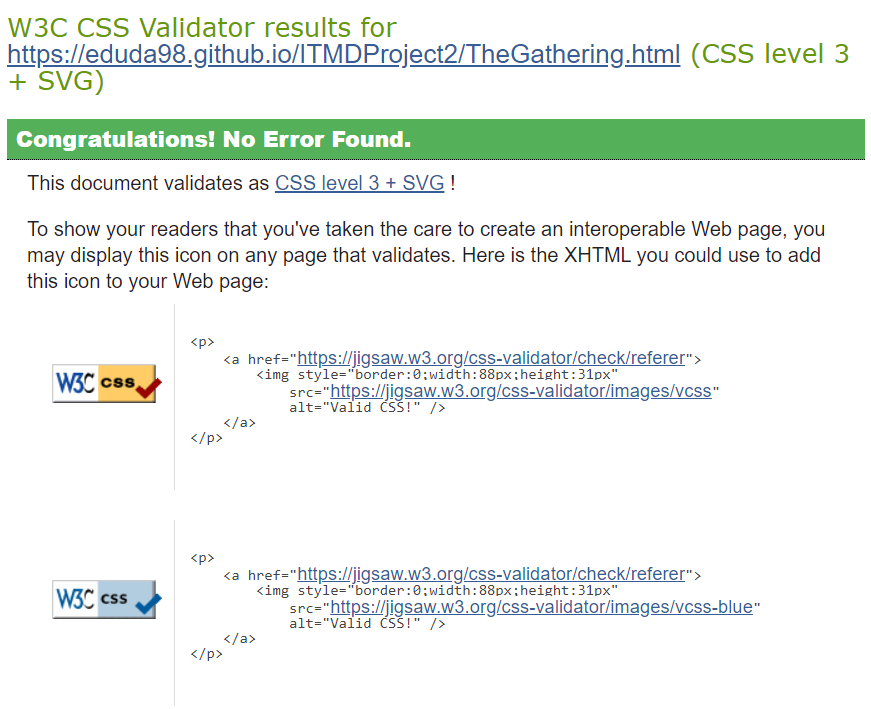 W3C CSS Validator results for
https://eduda98.github.io/ITMDProject2/TheGathering.html (CSS level 3
+ SVG)
Congratulations! No Error Found.
This document validates as CSS level 3 + SVG !
To show your readers that you've taken the care to create an interoperable Web page, you
may display this icon on any page that validates. Here is the XHTML you could use to add
this icon to your Web page:
W3C css
<p>
<a href="https://jigsaw.w3.org/css-validator/check/referer">
<img style="border:0;width:88px;height:31px"
src="https://jigsaw.w3.org/css-validator/images/vcss"
alt="Valid CSS!" />
</a>
</p>
W3C css
<p>
<a href="https://jigsaw.w3.org/css-validator/check/referer">
<img style="border:0;width:88px;height:31px"
src="https://jigsaw.w3.org/css-validator/images/vcss-blue"
alt="Valid CSS!" />
</a>
</p>